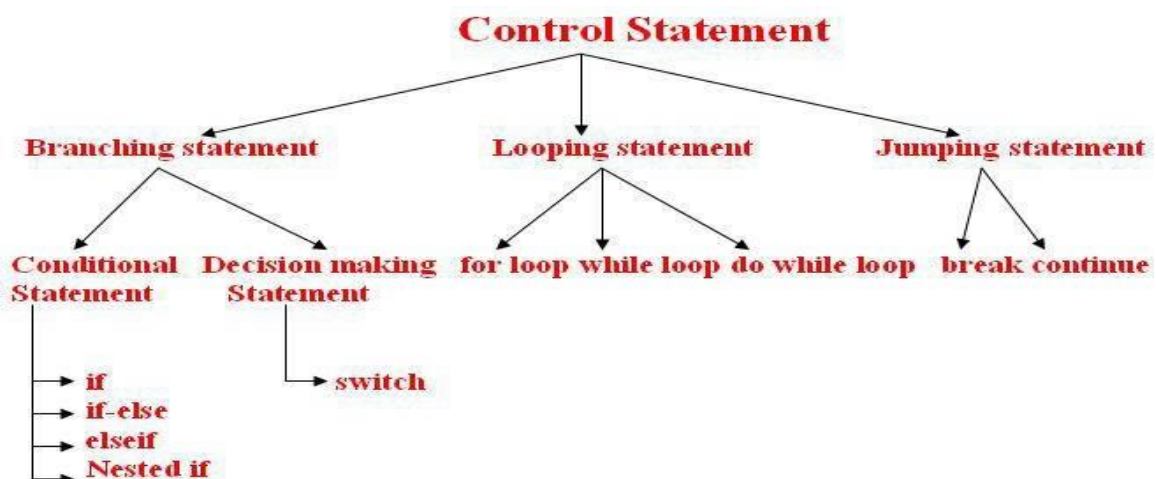 Control Statement
Branching statement Looping statement Jumping statement
Conditional Decision making for loop while loop do while loop break continue
Statement Statement
if switch
if-else
elseif
Nested if